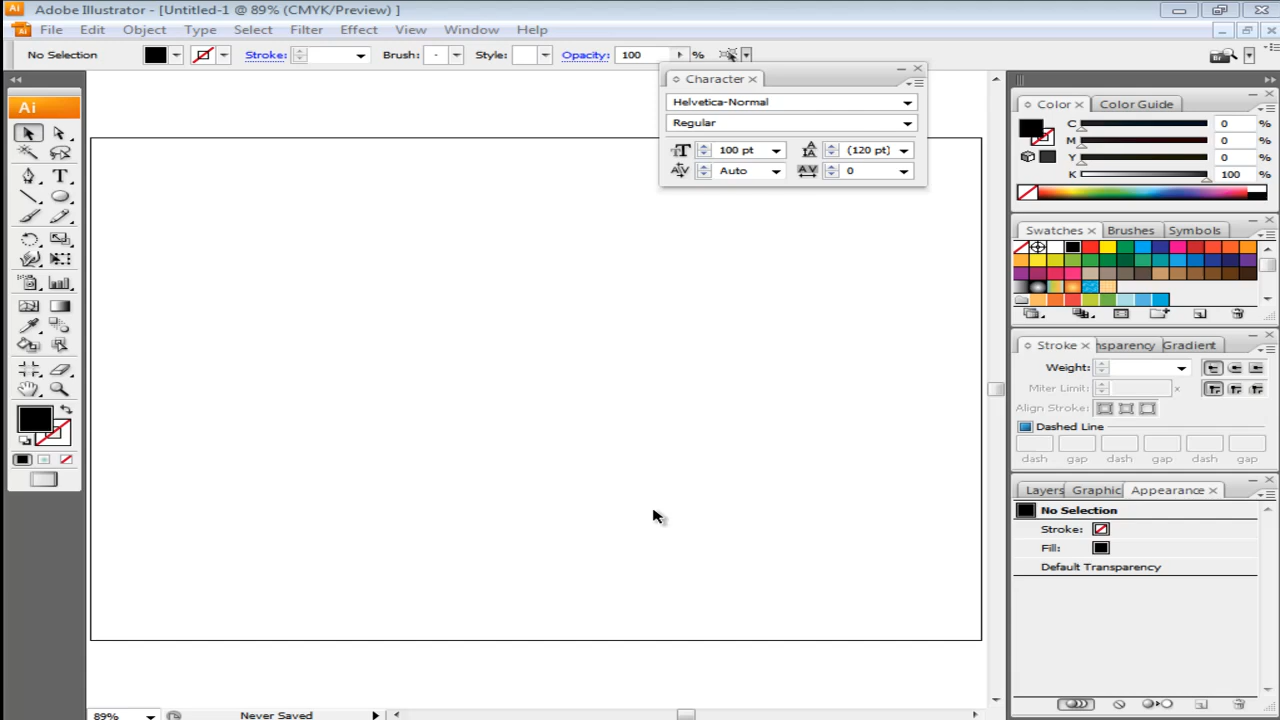 Adobe Illustrator - [Untitled-1 @ 89% (CMYK/Preview) ]
File Edit Object Type Select Filter Effect View Window Help
No Selection Stroke: Brush: Style: Opacity: 100 %
Ai
Character
Helvetica-Normal
Regular
100 pt (120 pt)
Auto 0
Color Color Guide
C 0 %
M 0 %
Y 0 %
K 100 %
Swatches Brushes Symbols
Stroke nsparency Gradient
Weight:
Miter Limit: x
Align Stroke:
Dashed Line
dash gap dash gap dash gap
Layers Graphic Appearance
No Selection
Stroke:
Fill:
Default Transparency
89% Never Saved